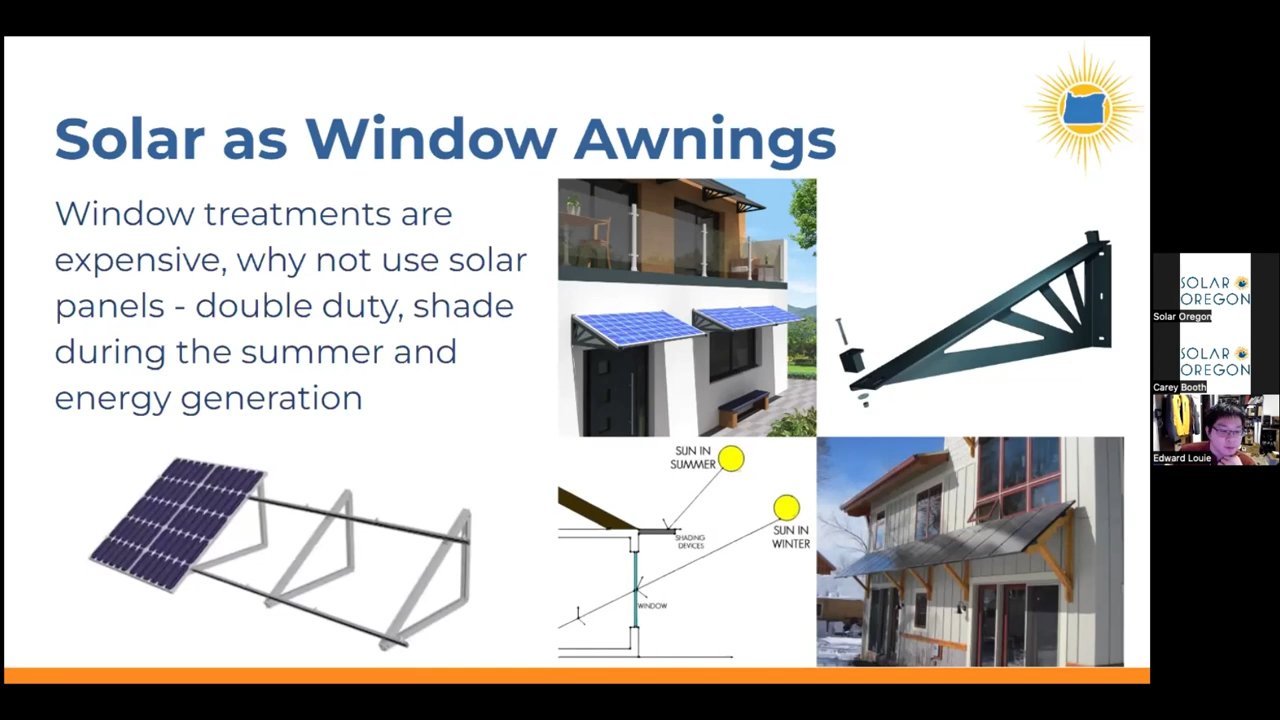 Solar as Window Awnings
Window treatments are
expensive, why not use solar
panels - double duty, shade
during the summer and
energy generation
SUN IN
SUMMER
SUN IN
WINTER
SHADING
DEVICES
WINDOW
SOLAR
OREGON
Solar Oregon
SOLAR
OREGON
Carey Booth
Edward Louie